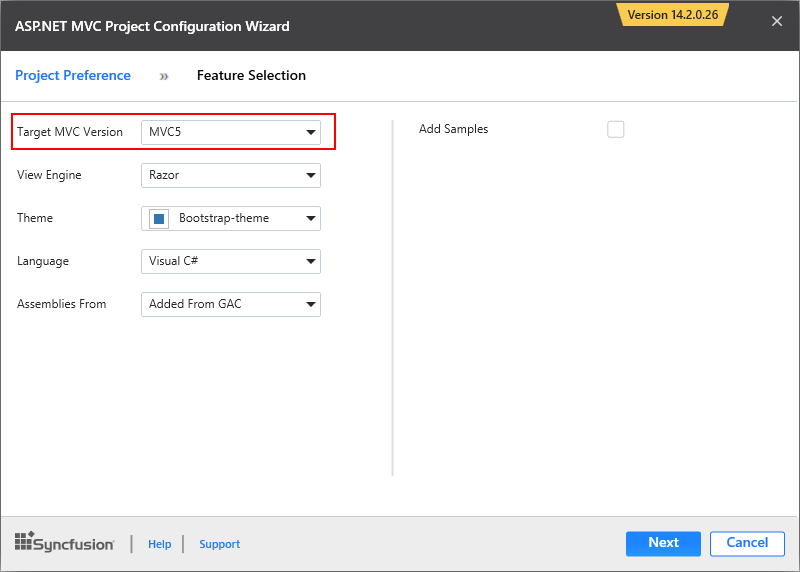 ASP.NET MVC Project Configuration Wizard
Version 14.2.0.26
Project Preference » Feature Selection
Target MVC Version MVC5
Add Samples
View Engine Razor
Theme Bootstrap-theme
Language Visual C#
Assemblies From Added From GAC
Syncfusion | Help | Support
Next Cancel